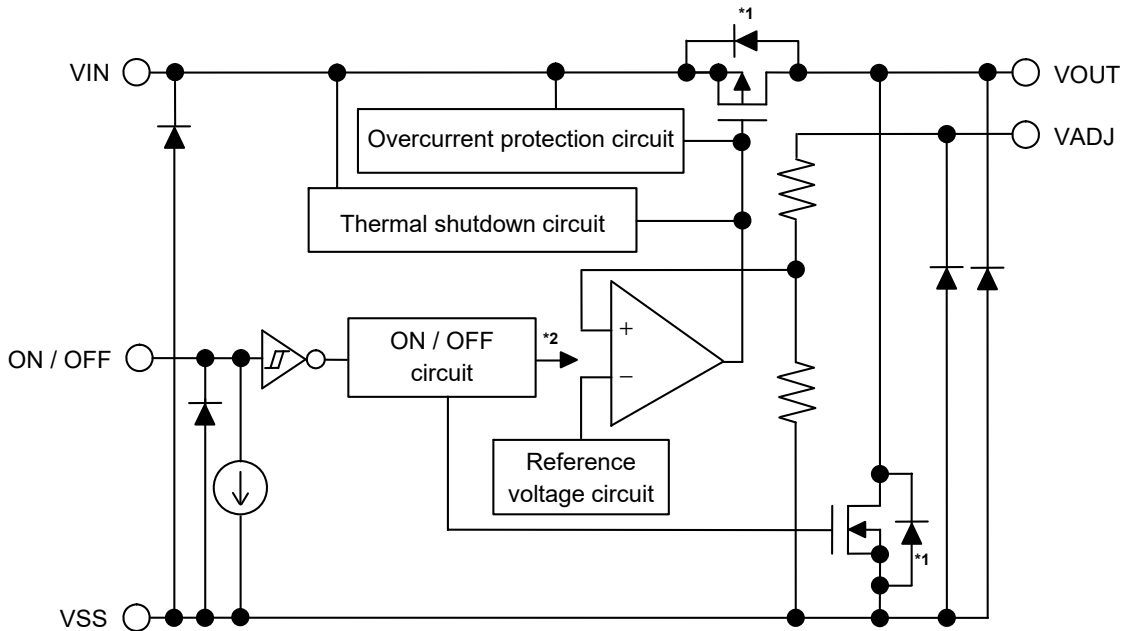 *1
VIN
VOUT
Overcurrent protection circuit
VADJ
Thermal shutdown circuit
+
ON / OFF
ON / OFF
circuit
*2
−
Reference
voltage circuit
*1
VSS